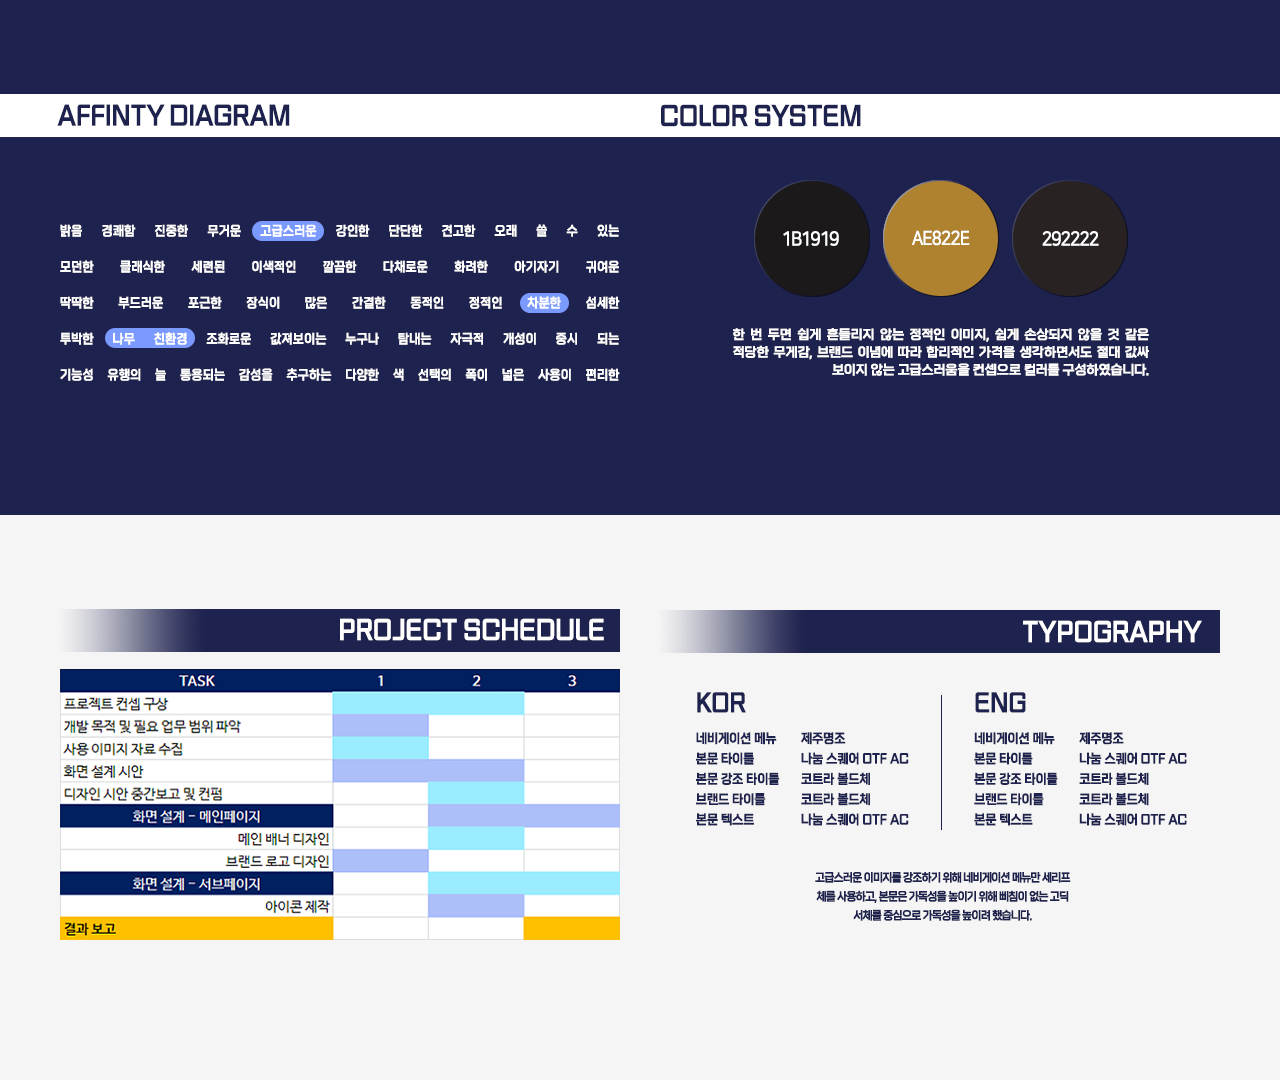 AFFINTY DIAGRAM
밝음 경쾌함 진중한 무거운 고급스러운 강인한 단단한 견고한 오래 쓸 수 있는
모던한 클래식한 세련된 이색적인 깔끔한 다채로운 화려한 아기자기 귀여운
딱딱한 부드러운 포근한 장식이 많은 간결한 동적인 정적인 차분한 섬세한
투박한 나무 친환경 조화로운 값져보이는 누구나 탐내는 자극적 개성이 중시 되는
기능성 유행의 늘 통용되는 감성을 추구하는 다양한 색 선택의 폭이 넓은 사용이 편리한
COLOR SYSTEM
1B1919
AE822E
292222
한 번 두면 쉽게 흔들리지 않는 정적인 이미지, 쉽게 손상되지 않을 것 같은
적당한 무게감, 브랜드 이념에 따라 합리적인 가격을 생각하면서도 절대 값싸
보이지 않는 고급스러움을 컨셉으로 컬러를 구성하였습니다.
PROJECT SCHEDULE
TASK 1 2 3
프로젝트 컨셉 구상
개발 목적 및 필요 업무 범위 파악
사용 이미지 자료 수집
화면 설계 시안
디자인 시안 중간보고 및 컨펌
화면 설계 - 메인페이지
메인 배너 디자인
브랜드 로고 디자인
화면 설계 - 서브페이지
아이콘 제작
결과 보고
TYPOGRAPHY
KOR
네비게이션 메뉴 제주명조
본문 타이틀 나눔 스퀘어 OTF AC
본문 강조 타이틀 코트라 볼드체
브랜드 타이틀 코트라 볼드체
본문 텍스트 나눔 스퀘어 OTF AC
ENG
네비게이션 메뉴 제주명조
본문 타이틀 나눔 스퀘어 OTF AC
본문 강조 타이틀 코트라 볼드체
브랜드 타이틀 코트라 볼드체
본문 텍스트 나눔 스퀘어 OTF AC
고급스러운 이미지를 강조하기 위해 네비게이션 메뉴만 세리프
체를 사용하고, 본문은 가독성을 높이기 위해 삐침이 없는 고딕
서체를 중심으로 가독성을 높이려 했습니다.